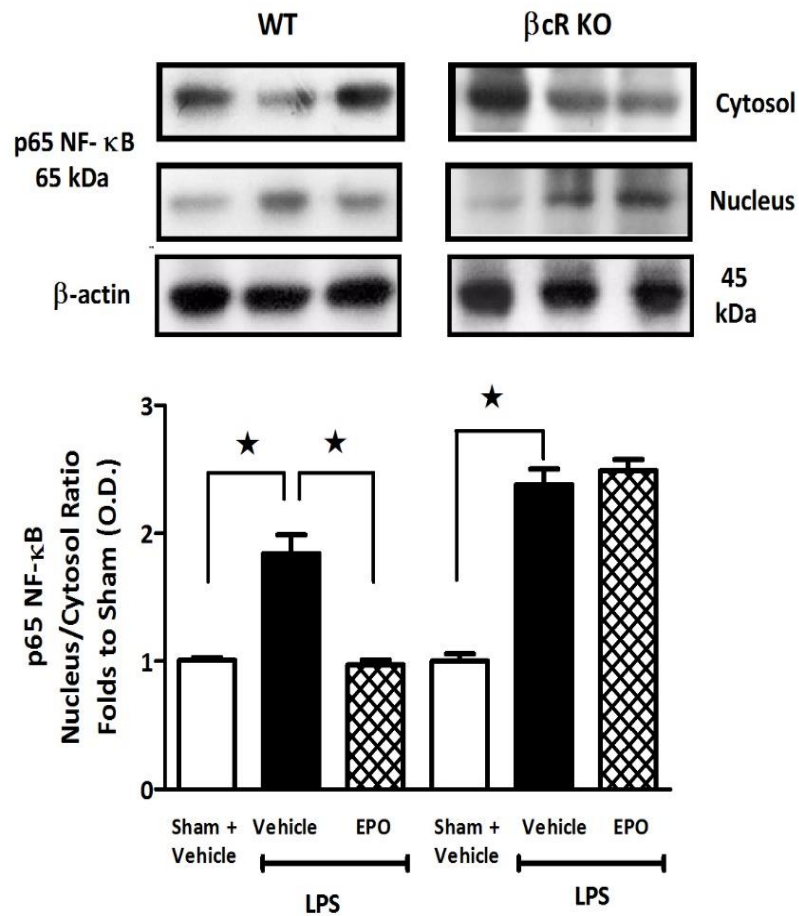 WT
βcR KO
Cytosol
p65 NF- κB
65 kDa
Nucleus
β-actin
45
kDa
3
2
1
0
★
★
★
p65 NF-κB
Nucleus/Cytosol Ratio
Folds to Sham (O.D.)
Sham +
Vehicle
Vehicle
EPO
Sham +
Vehicle
Vehicle
EPO
LPS
LPS